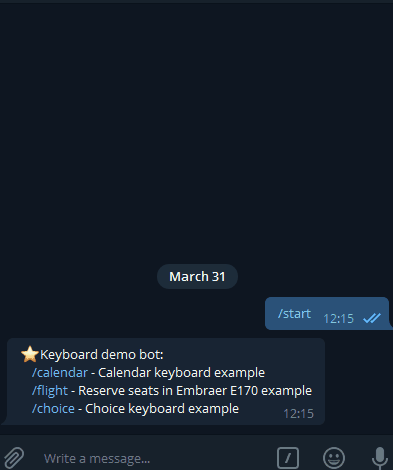 March 31
/start 12:15
⭐Keyboard demo bot:
/calendar - Calendar keyboard example
/flight - Reserve seats in Embraer E170 example
/choice - Choice keyboard example 12:15
Write a message...